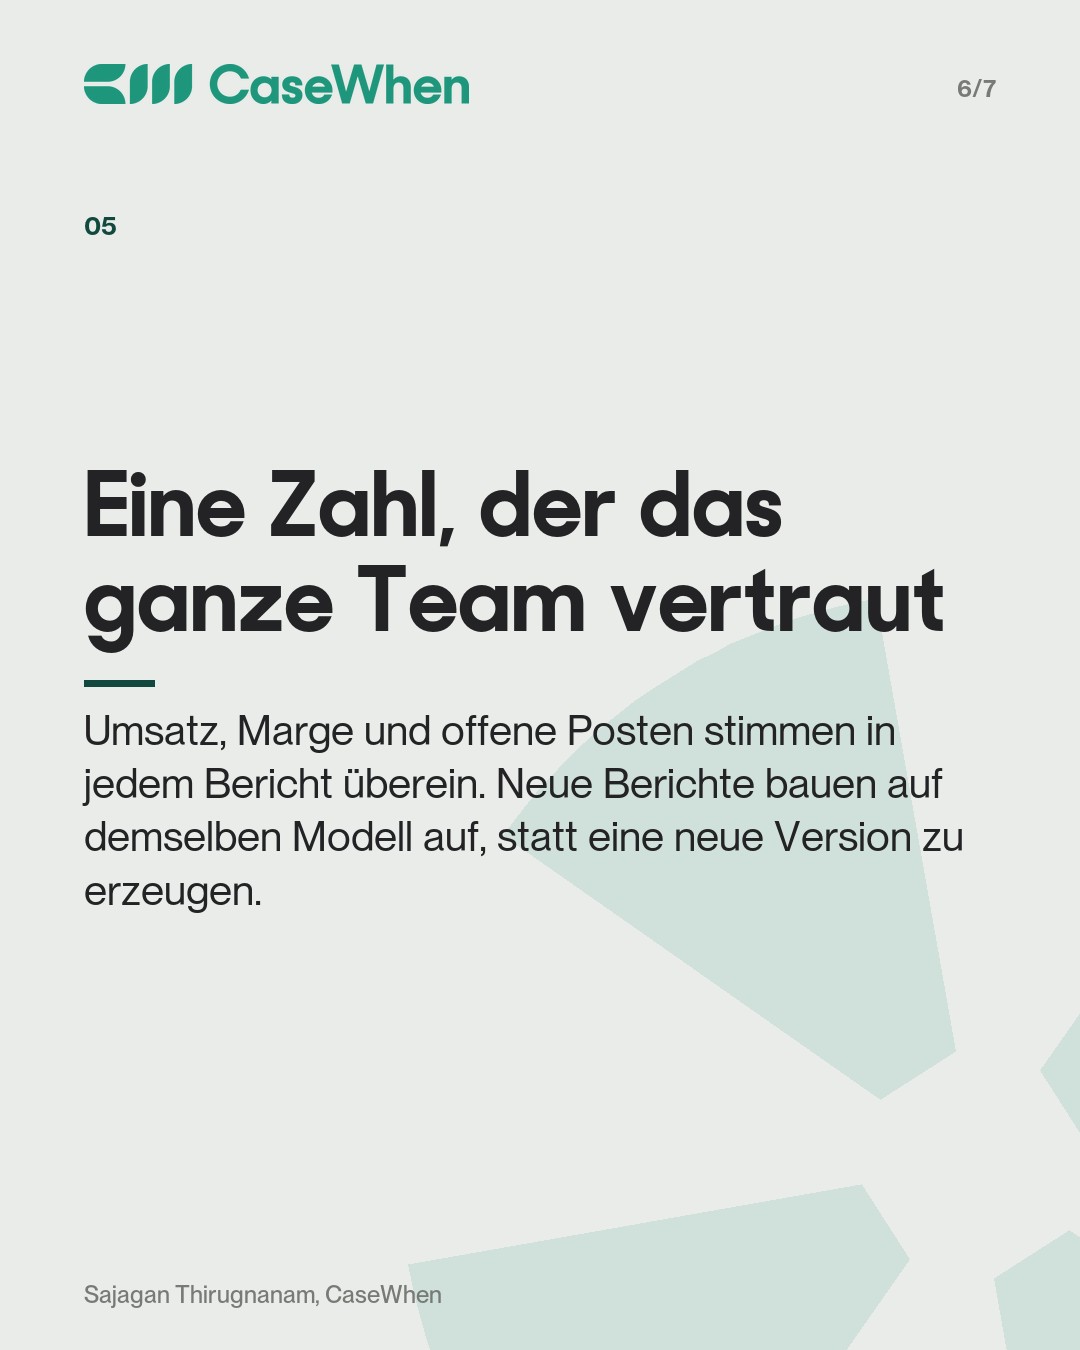 CaseWhen
6/7
05
Eine Zahl, der das
ganze Team vertraut
Umsatz, Marge und offene Posten stimmen in
jedem Bericht überein. Neue Berichte bauen auf
demselben Modell auf, statt eine neue Version zu
erzeugen.
Sajagan Thirugnanam, CaseWhen